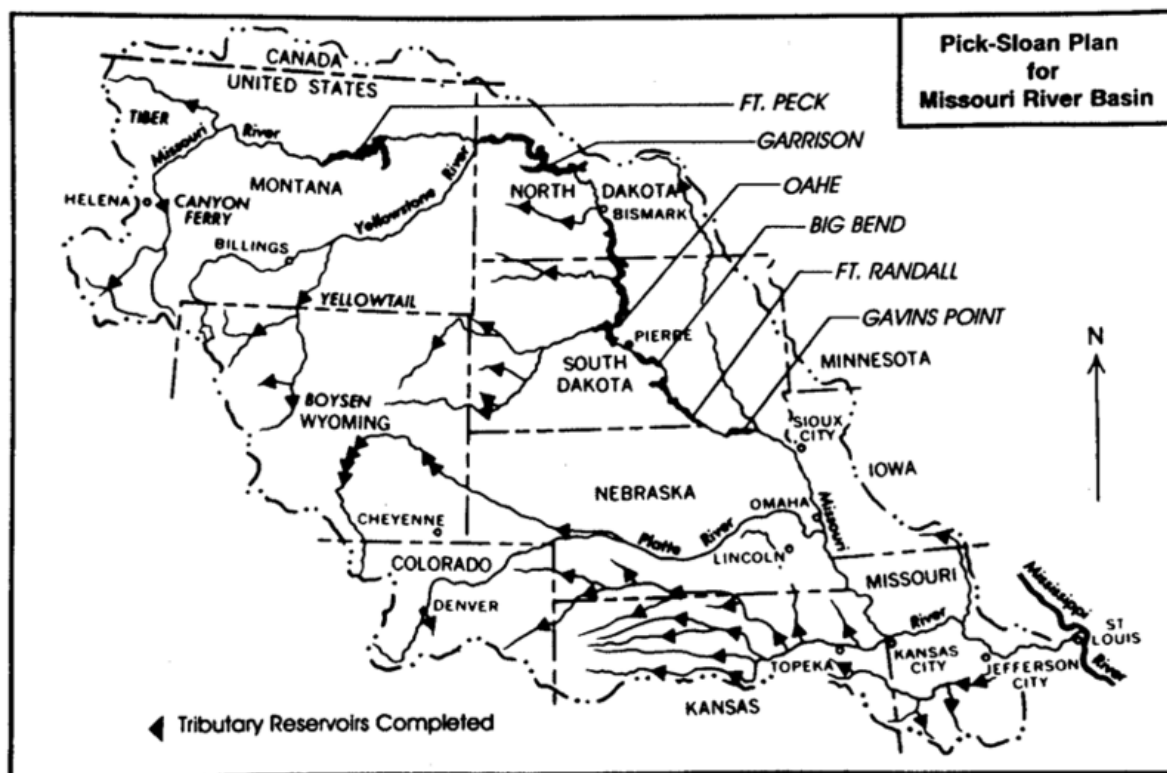 Pick-Sloan Plan
for
Missouri River Basin
CANADA
UNITED STATES
FT. PECK
TIBER
Missouri
River
GARRISON
MONTANA
NORTH
DAKOTA
OAHE
HELENA
CANYON
FERRY
Yellowstone
River
BISMARK
BIG BEND
BILLINGS
FT. RANDALL
YELLOWTAIL
GAVINS POINT
N
PIERRE
MINNESOTA
SOUTH
DAKOTA
BOYSEN
WYOMING
SIOUX
CITY
IOWA
NEBRASKA
OMAHA
Missouri
CHEYENNE
Platte
River
LINCOLN
COLORADO
MISSOURI
Mississippi
River
DENVER
River
ST
LOUIS
TOPEKA
KANSAS
CITY
JEFFERSON
CITY
KANSAS
Tributary Reservoirs Completed